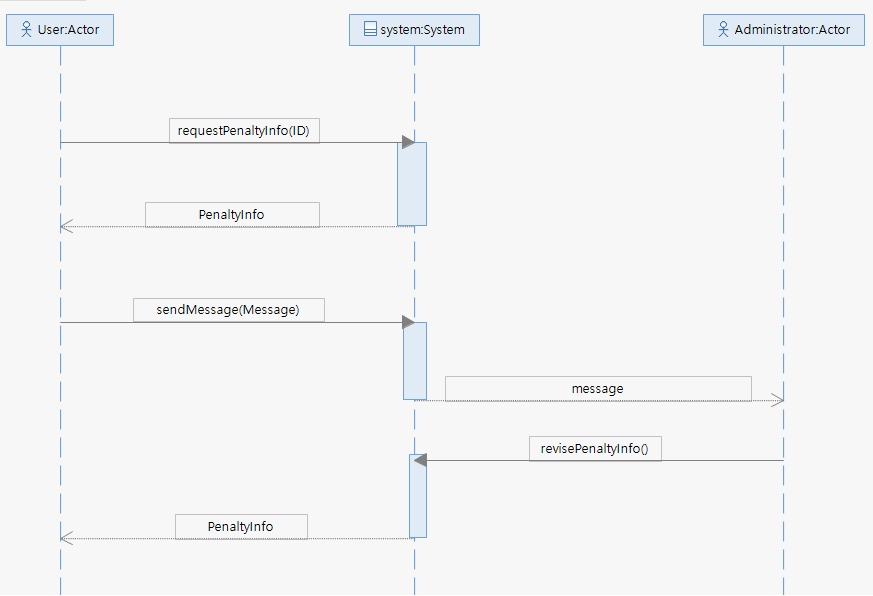 User:Actor
system:System
Administrator:Actor
requestPenaltyInfo(ID)
PenaltyInfo
sendMessage(Message)
message
revisePenaltyInfo()
PenaltyInfo